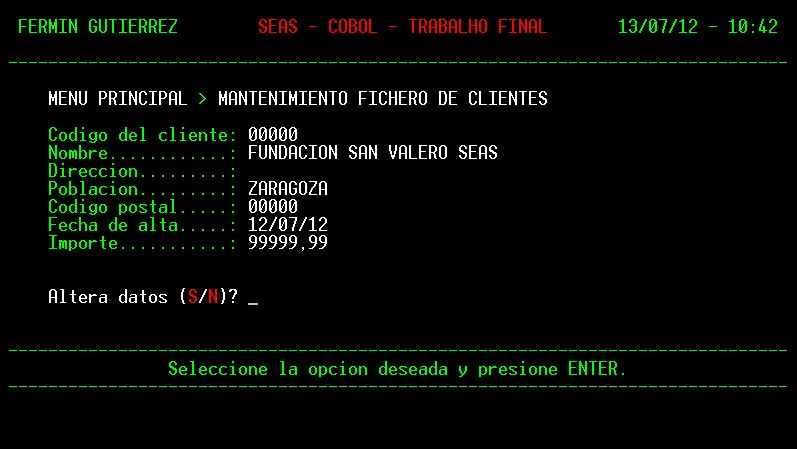 FERMIN GUTIERREZ SEAS - COBOL - TRABALHO FINAL 13/07/12 - 10:42
MENU PRINCIPAL > MANTENIMIENTO FICHERO DE CLIENTES
Codigo del cliente: 00000
Nombre............: FUNDACION SAN VALERO SEAS
Direccion.........:
Poblacion.........: ZARAGOZA
Codigo postal.....: 00000
Fecha de alta.....: 12/07/12
Importe...........: 99999,99
Altera datos (S/N)? _
Seleccione la opcion deseada y presione ENTER.